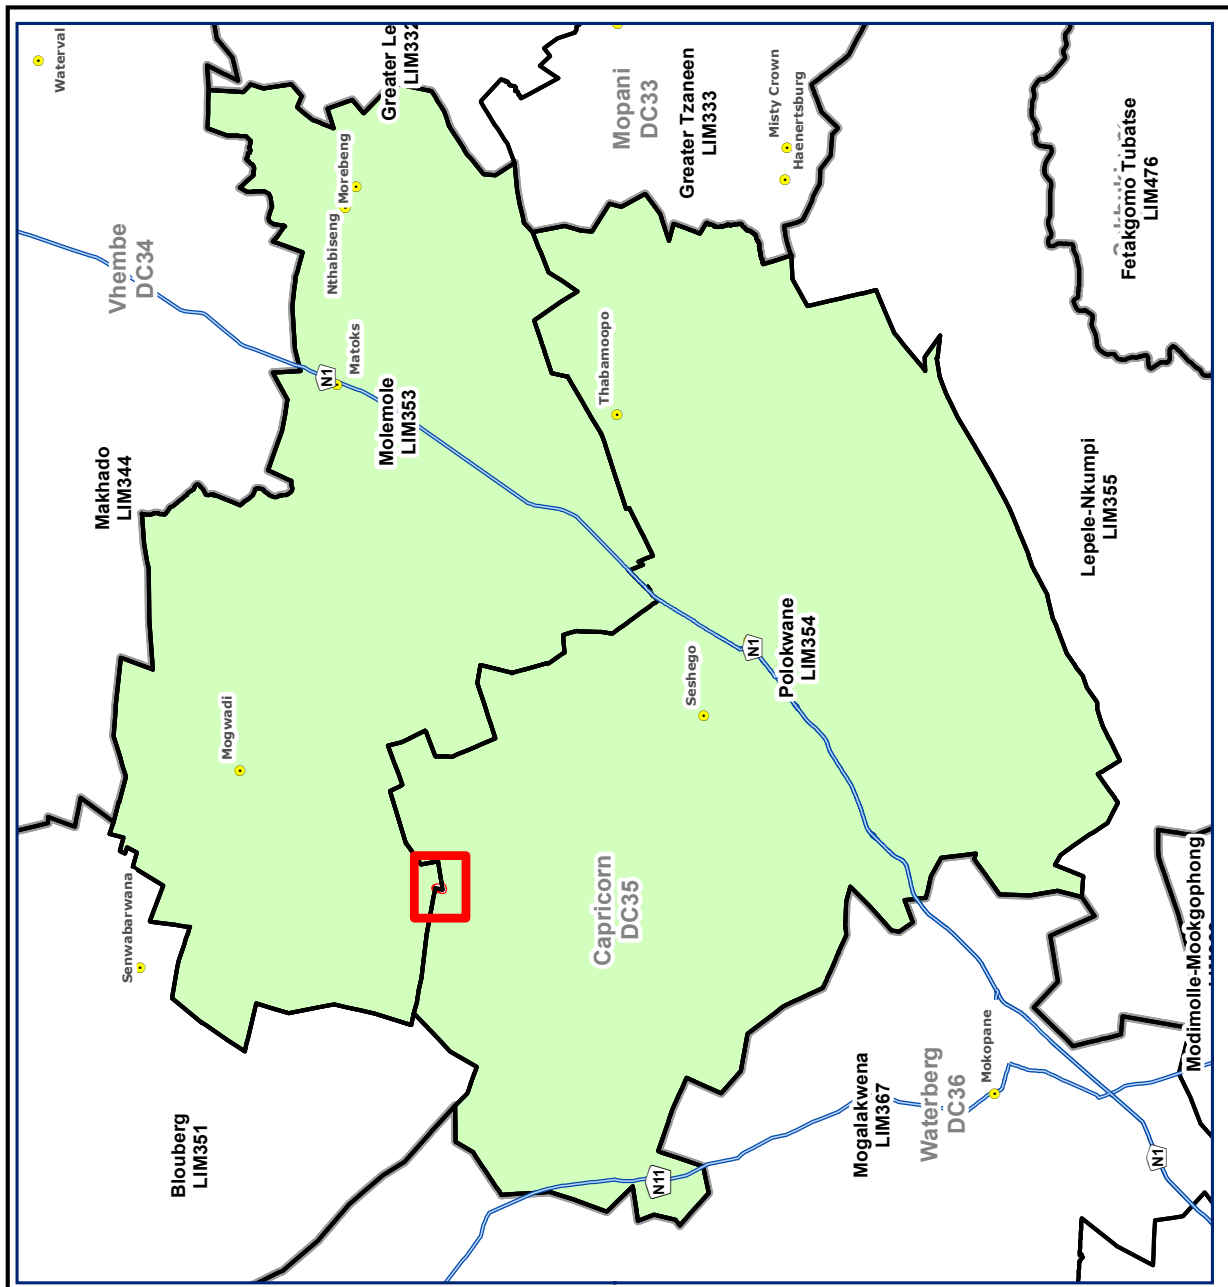 Waterval
Greater Le
LIM332
Mopani
DC33
Greater Tzaneen
LIM333
Misty Crown
Haenertsburg
Fetakgomo Tubatse
LIM476
Morebeng
Nthabiseng
Vhembe
DC34
Matoks
N1
Molemole
LIM353
Thabamoopo
Makhado
LIM344
Lepele-Nkumpi
LIM355
Mogwadi
Seshego
N1
Polokwane
LIM354
Senwabarwana
Capricorn
DC35
Modimolle-Mookgophong
Blouberg
LIM351
Mogalakwena
LIM367
Waterberg
DC36
Mokopane
N11
N1